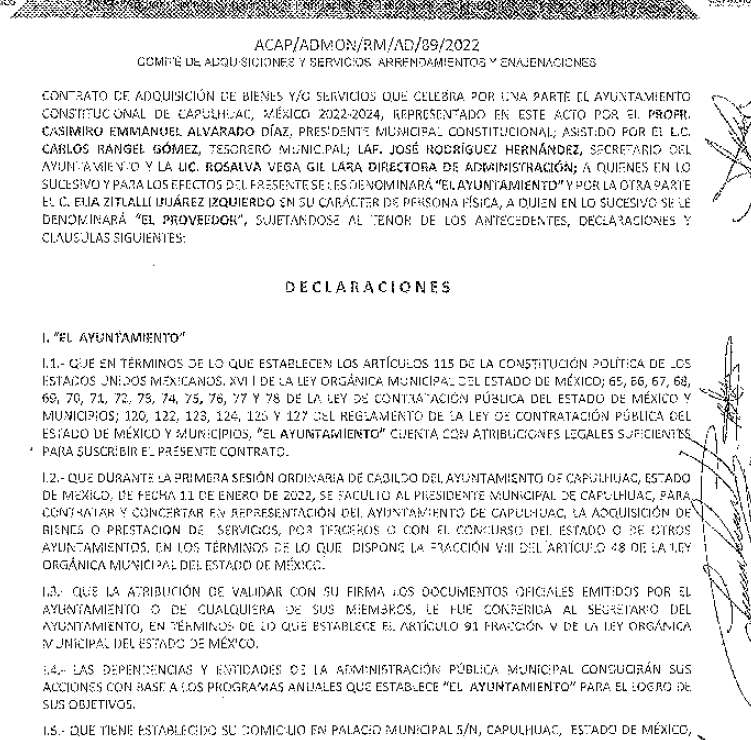 ACAP/ADMON/RM/AD/89/2022
COMITÉ DE ADQUISICIONES Y SERVICIOS, ARRENDAMIENTOS Y ENAJENACIONES
CONTRATO DE ADQUISICIÓN DE BIENES Y/O SERVICIOS QUE CELEBRA POR UNA PARTE EL AYUNTAMIENTO
CONSTITUCIONAL DE CAPULHUAC, MÉXICO 2022-2024, REPRESENTADO EN ESTE ACTO POR EL PROFR.
CASIMIRO EMMANUEL ALVARADO DÍAZ, PRESIDENTE MUNICIPAL CONSTITUCIONAL; ASISTIDO POR EL L.C.
CARLOS RANGEL GÓMEZ, TESORERO MUNICIPAL; LAF. JOSÉ RODRÍGUEZ HERNÁNDEZ, SECRETARIO DEL
AYUNTAMIENTO Y LA LIC. ROSALVA VEGA GIL LARA DIRECTORA DE ADMINISTRACIÓN; A QUIENES EN LO
SUCESIVO Y PARA LOS EFECTOS DEL PRESENTE SE LES DENOMINARÁ "EL AYUNTAMIENTO" Y POR LA OTRA PARTE
EL C. ELIA ZITLALLI JUÁREZ IZQUIERDO EN SU CARÁCTER DE PERSONA FÍSICA, A QUIEN EN LO SUCESIVO SE LE
DENOMINARÁ "EL PROVEEDOR", SUJETANDOSE AL TENOR DE LOS ANTECEDENTES, DECLARACIONES Y
CLAUSULAS SIGUIENTES:
DECLARACIONES
I. "EL AYUNTAMIENTO"
I.1.- QUE EN TÉRMINOS DE LO QUE ESTABLECEN LOS ARTÍCULOS 115 DE LA CONSTITUCIÓN POLÍTICA DE LOS
ESTADOS UNIDOS MEXICANOS, XVIII DE LA LEY ORGÁNICA MUNICIPAL DEL ESTADO DE MÉXICO; 65, 66, 67, 68,
69, 70, 71, 72, 73, 74, 75, 76, 77 Y 78 DE LA LEY DE CONTRATACIÓN PÚBLICA DEL ESTADO DE MÉXICO Y
MUNICIPIOS; 120, 122, 123, 124, 125 Y 127 DEL REGLAMENTO DE LA LEY DE CONTRATACIÓN PÚBLICA DEL
ESTADO DE MÉXICO Y MUNICIPIOS, "EL AYUNTAMIENTO" CUENTA CON ATRIBUCIONES LEGALES SUFICIENTES
PARA SUSCRIBIR EL PRESENTE CONTRATO.
I.2.- QUE DURANTE LA PRIMERA SESIÓN ORDINARIA DE CABILDO DEL AYUNTAMIENTO DE CAPULHUAC, ESTADO
DE MÉXICO, DE FECHA 11 DE ENERO DE 2022, SE FACULTO AL PRESIDENTE MUNICIPAL DE CAPULHUAC, PARA
CONTRATAR Y CONCERTAR EN REPRESENTACIÓN DEL AYUNTAMIENTO DE CAPULHUAC, LA ADQUISICIÓN DE
BIENES O PRESTACION DE SERVICIOS, POR TERCEROS O CON EL CONCURSO DEL ESTADO O DE OTROS
AYUNTAMIENTOS, EN LOS TÉRMINOS DE LO QUE DISPONE LA FRACCIÓN VIII DEL ARTÍCULO 48 DE LA LEY
ORGÁNICA MUNICIPAL DEL ESTADO DE MÉXICO.
I.3.- QUE LA ATRIBUCIÓN DE VALIDAR CON SU FIRMA LOS DOCUMENTOS OFICIALES EMITIDOS POR EL
AYUNTAMIENTO O DE CUALQUIERA DE SUS MIEMBROS, LE FUE CONFERIDA AL SECRETARIO DEL
AYUNTAMIENTO, EN TÉRMINOS DE LO QUE ESTABLECE EL ARTÍCULO 91 FRACCIÓN V DE LA LEY ORGÁNICA
MUNICIPAL DEL ESTADO DE MÉXICO.
I.4.- LAS DEPENDENCIAS Y ENTIDADES DE LA ADMINISTRACIÓN PÚBLICA MUNICIPAL CONDUCIRÁN SUS
ACCIONES CON BASE A LOS PROGRAMAS ANUALES QUE ESTABLECE "EL AYUNTAMIENTO" PARA EL LOGRO DE
SUS OBJETIVOS.
I.5.- QUE TIENE ESTABLECIDO SU DOMICILIO EN PALACIO MUNICIPAL S/N, CAPULHUAC, ESTADO DE MÉXICO,